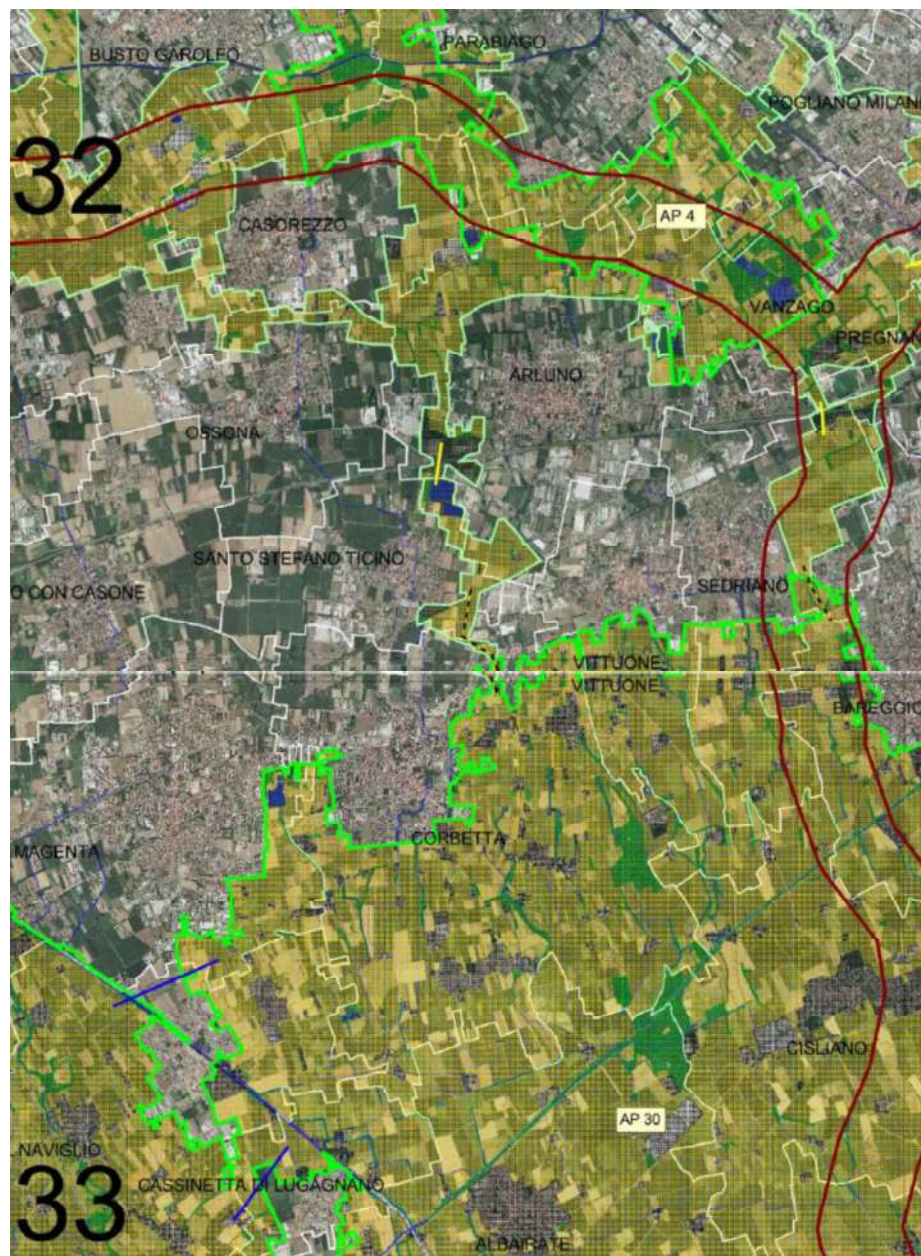 PARABIAGO
BUSTO GAROLFO
POGLIANO MILAN
32
AP 4
CASOREZZO
VANZAGO
PREGNAN
ARLUNO
OSSONA
SANTO STEFANO TICINO
SEDRIANO
O CON CASONE
VITTUONE
VITTUONE
BAREGGIO
CORBETTA
MAGENTA
CISLIANO
AP 30
NAVIGLIO
CASSINETTA DI LUGAGNANO
33
ALBAIRATE